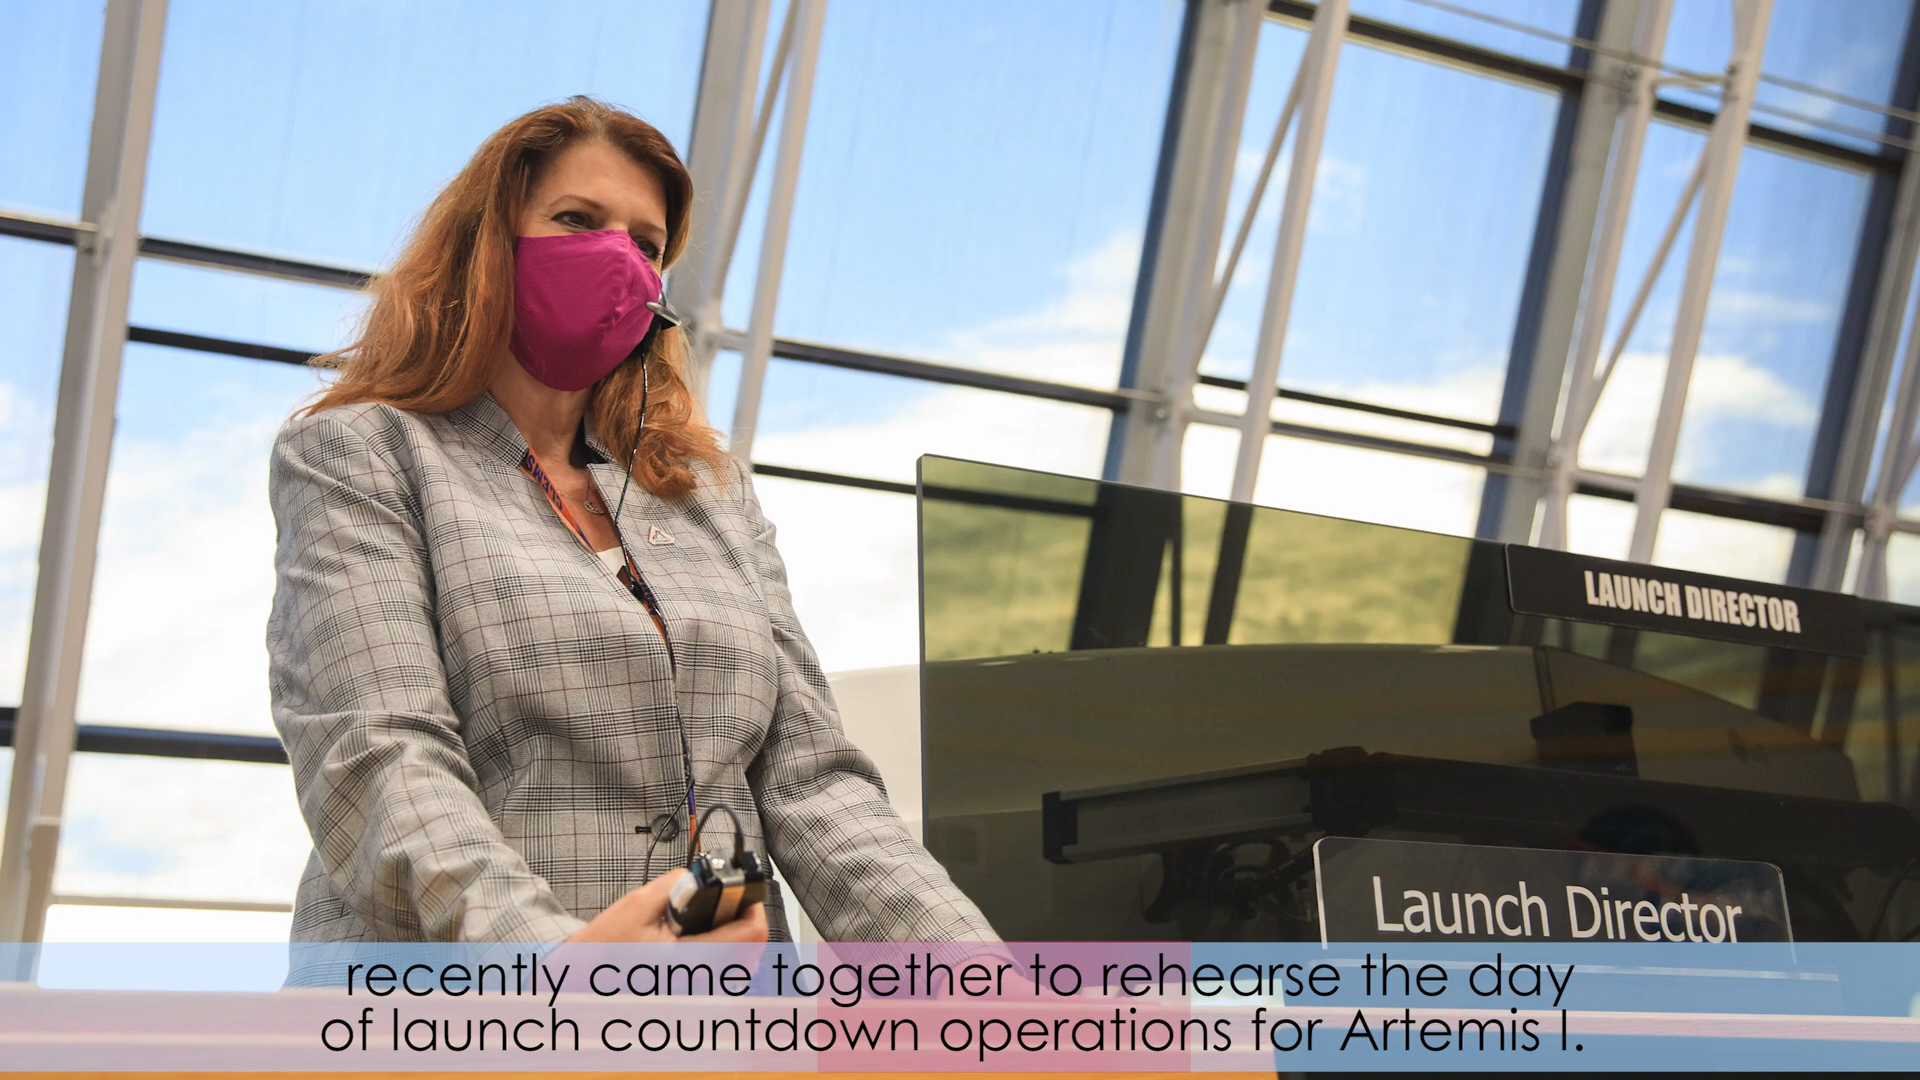 LAUNCH DIRECTOR
Launch Director
recently came together to rehearse the day
of launch countdown operations for Artemis I.